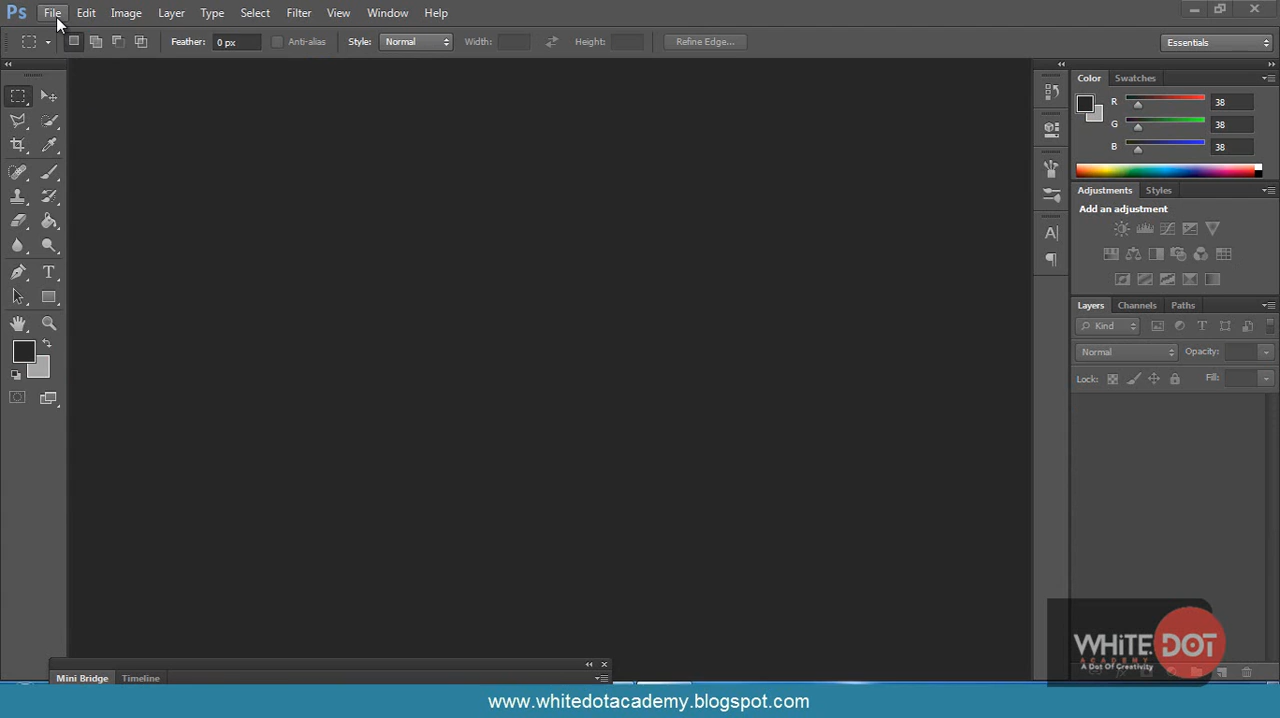 Ps File Edit Image Layer Type Select Filter View Window Help
Feather: 0 px Anti-alias Style: Normal Width: Height: Refine Edge... Essentials
Color Swatches
R 38
G 38
B 38
Adjustments Styles
Add an adjustment
Layers Channels Paths
Kind
Normal Opacity:
Lock: Fill:
WHiTE.DOT
ACADEMY
A Dot Of Creativity
Mini Bridge Timeline
www.whitedotacademy.blogspot.com